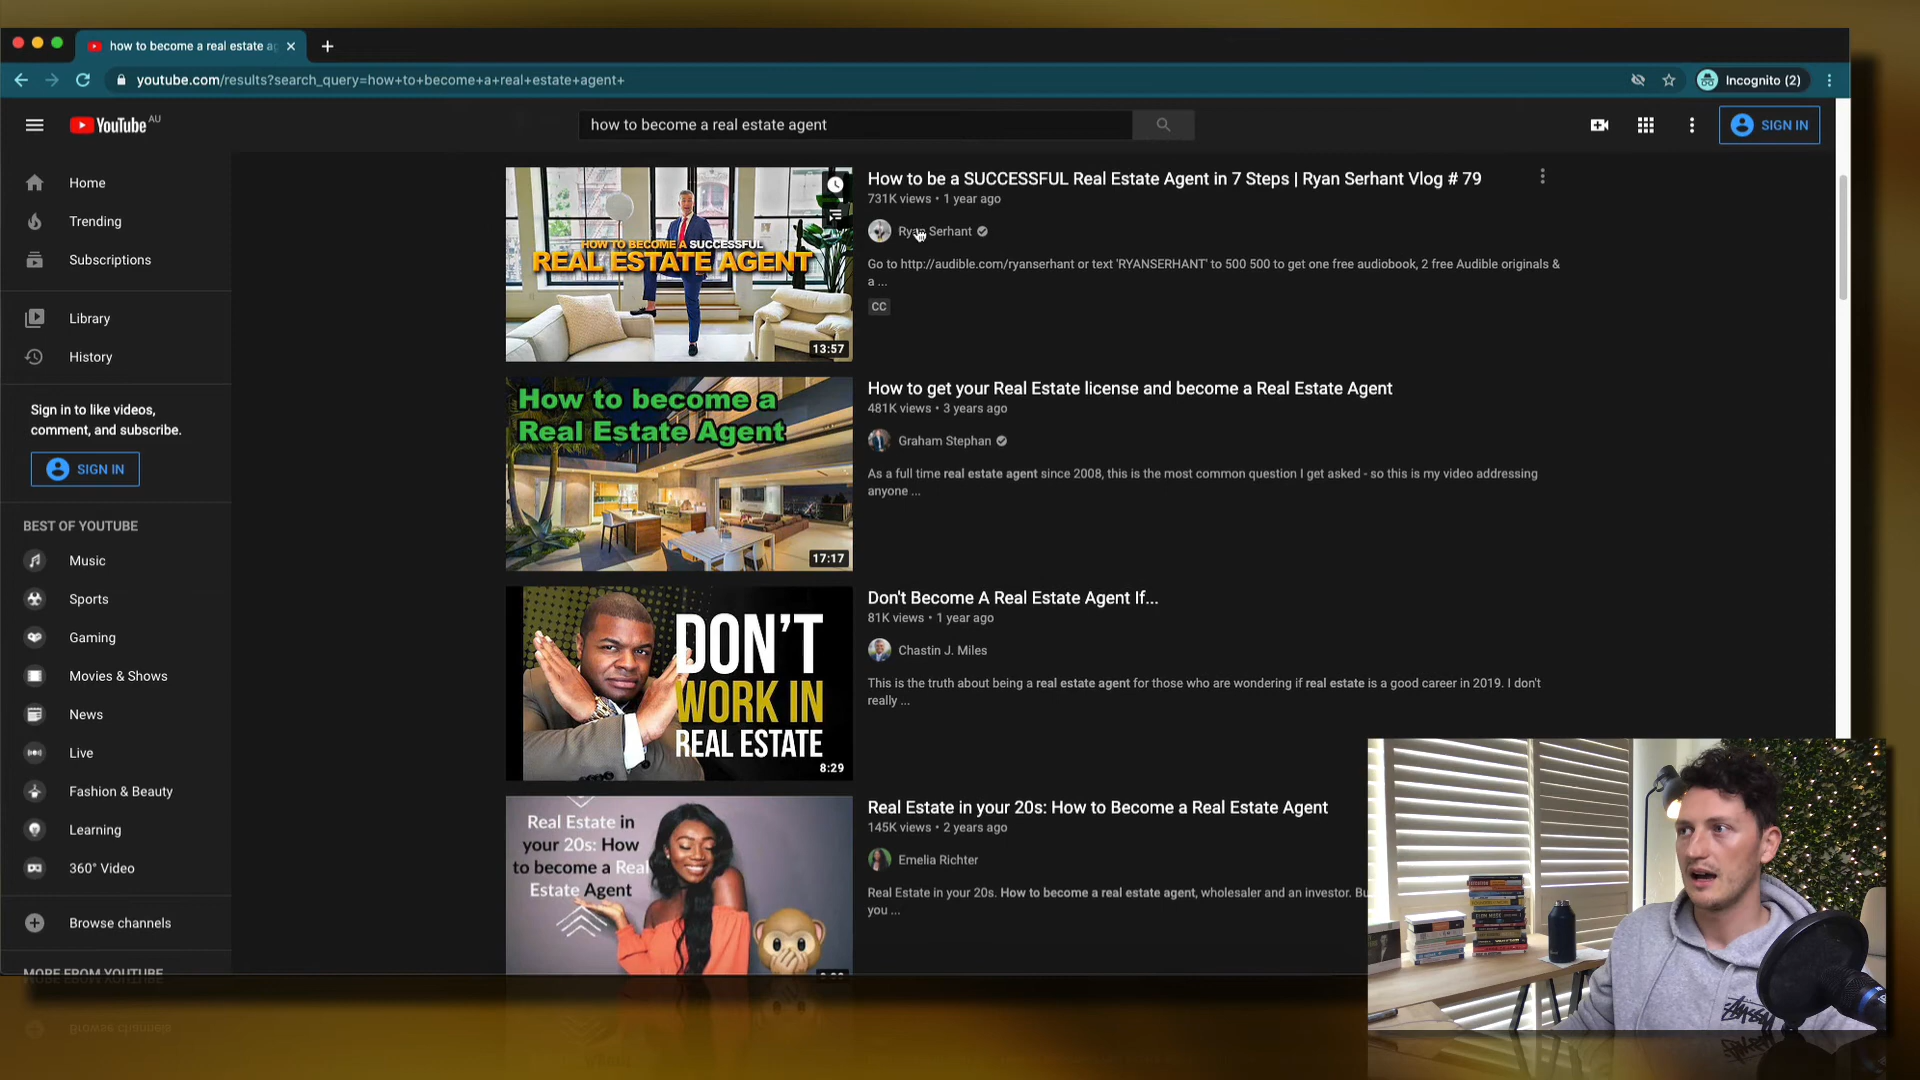 how to become a real estate ag
youtube.com/results?search_query=how+to+become+a+real+estate+agent+
Incognito (2)
YouTube AU
how to become a real estate agent
SIGN IN
Home
Trending
Subscriptions
Library
History
Sign in to like videos,
comment, and subscribe.
SIGN IN
BEST OF YOUTUBE
Music
Sports
Gaming
Movies & Shows
News
Live
Fashion & Beauty
Learning
360° Video
Browse channels
MORE FROM YOUTUBE
HOW TO BECOME A SUCCESSFUL
REAL ESTATE AGENT
13:57
How to be a SUCCESSFUL Real Estate Agent in 7 Steps | Ryan Serhant Vlog # 79
731K views • 1 year ago
Ryan Serhant
Go to http://audible.com/ryanserhant or text 'RYANSERHANT' to 500 500 to get one free audiobook, 2 free Audible originals &
a ...
CC
How to become a
Real Estate Agent
17:17
How to get your Real Estate license and become a Real Estate Agent
481K views • 3 years ago
Graham Stephan
As a full time real estate agent since 2008, this is the most common question I get asked - so this is my video addressing
anyone ...
DON'T
WORK IN
REAL ESTATE
8:29
Don't Become A Real Estate Agent If...
81K views • 1 year ago
Chastin J. Miles
This is the truth about being a real estate agent for those who are wondering if real estate is a good career in 2019. I don't
really ...
Real Estate in
your 20s: How
to become a Real
Estate Agent
Real Estate in your 20s: How to Become a Real Estate Agent
145K views • 2 years ago
Emelia Richter
Real Estate in your 20s. How to become a real estate agent, wholesaler and an investor. Bu
you ...
STÜSSY